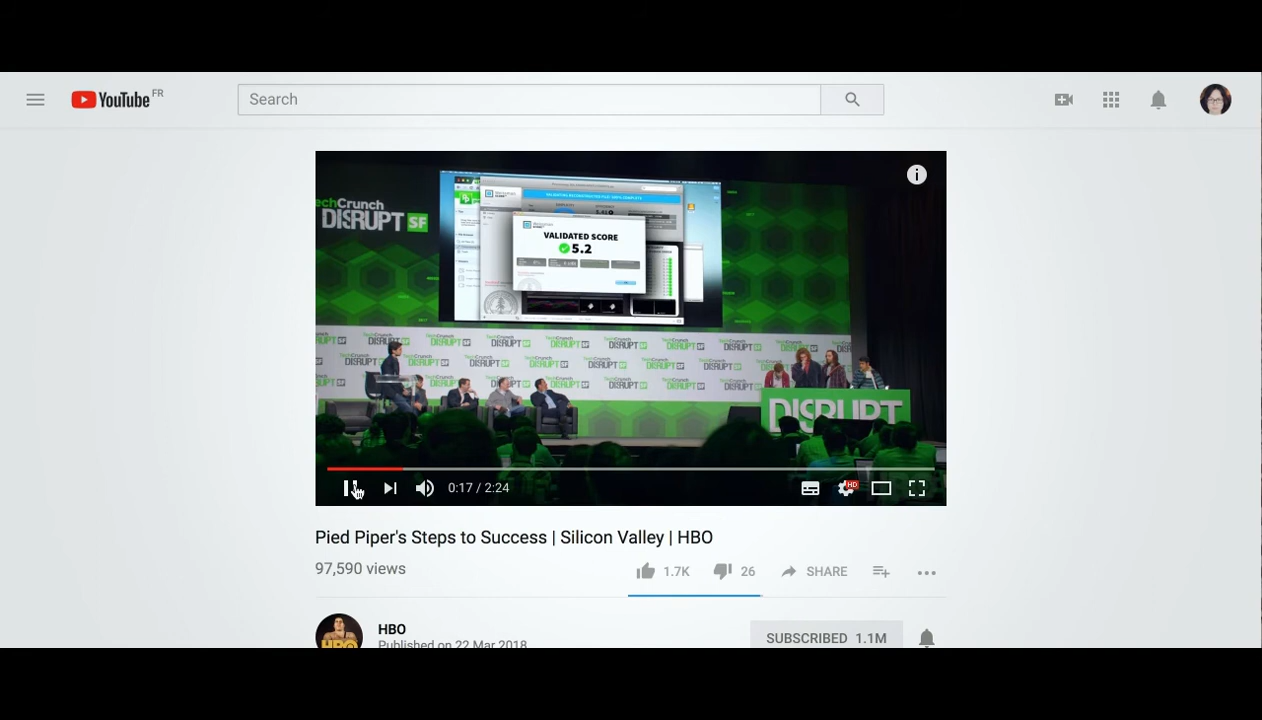 YouTube FR
Search
TechCrunch
DISRUPT SF
VALIDATED SCORE
5.2
DISRUPT
0:17 / 2:24
HD
Pied Piper's Steps to Success | Silicon Valley | HBO
97,590 views
1.7K
26
SHARE
HBO
Published on 22 Mar 2018
SUBSCRIBED 1.1M